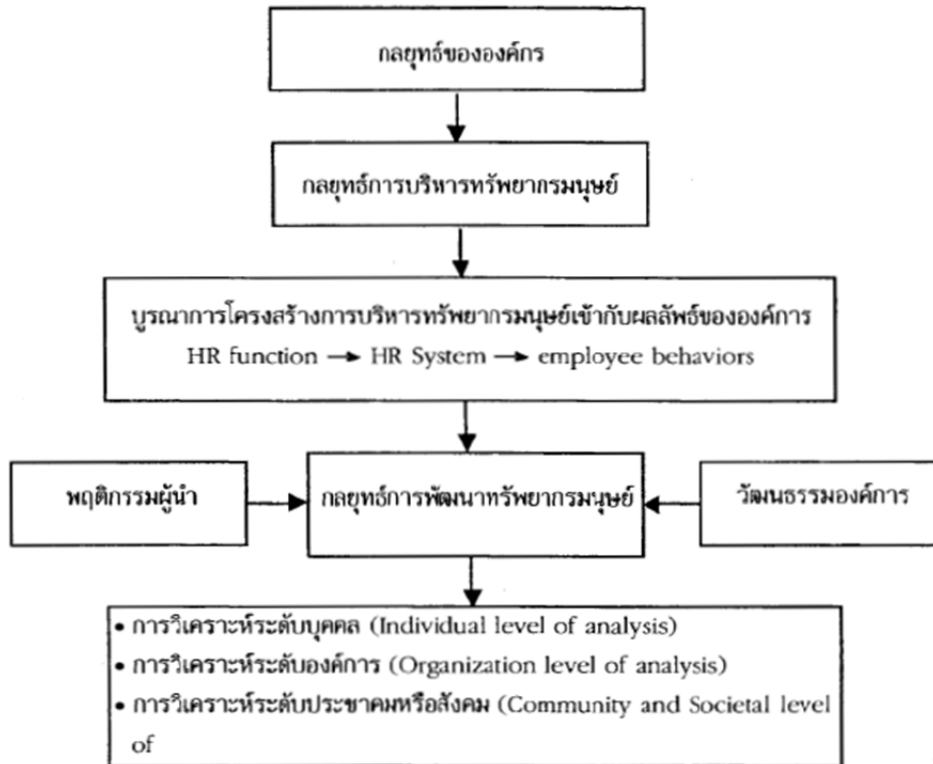 กลยุทธ์ขององค์กร
กลยุทธ์การบริหารทรัพยากรมนุษย์
บูรณาการโครงสร้างการบริหารทรัพยากรมนุษย์เข้ากับผลลัพธ์ขององค์การ
HR function → HR System → employee behaviors
พฤติกรรมผู้นำ
กลยุทธ์การพัฒนาทรัพยากรมนุษย์
วัฒนธรรมองค์การ
• การวิเคราะห์ระดับบุคคล (Individual level of analysis)
• การวิเคราะห์ระดับองค์การ (Organization level of analysis)
• การวิเคราะห์ระดับประชาคมหรือสังคม (Community and Societal level
of